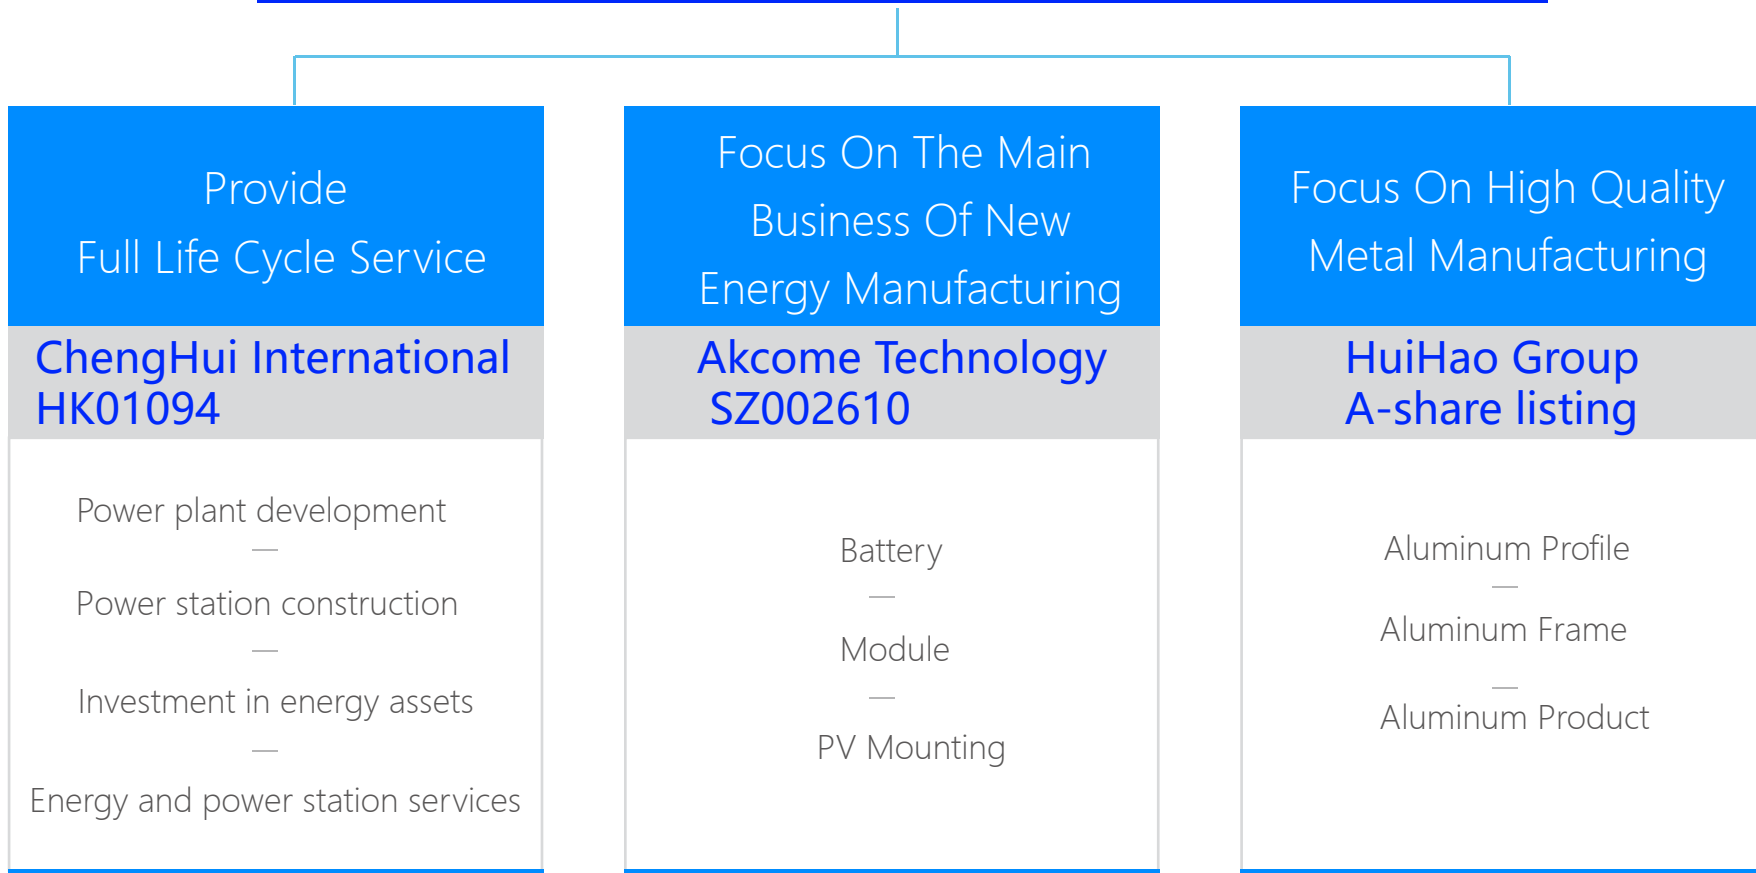 Provide
Full Life Cycle Service
ChengHui International
HK01094
Power plant development
Power station construction
Investment in energy assets
Energy and power station services
Focus On The Main
Business Of New
Energy Manufacturing
Akcome Technology
SZ002610
Battery
Module
PV Mounting
Focus On High Quality
Metal Manufacturing
HuiHao Group
A-share listing
Aluminum Profile
Aluminum Frame
Aluminum Product